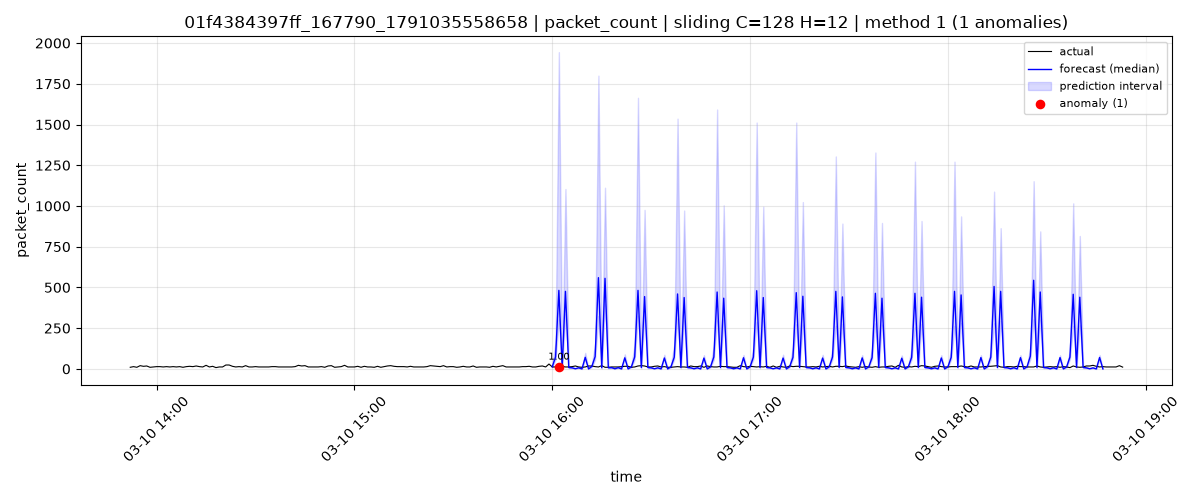 01f4384397ff_167790_1791035558658 | packet_count | sliding C=128 H=12 | method 1 (1 anomalies)
actual
forecast (median)
prediction interval
anomaly (1)
packet_count
2000
1750
1500
1250
1000
750
500
250
0
1.00
03-10 14:00
03-10 15:00
03-10 16:00
03-10 17:00
03-10 18:00
03-10 19:00
time